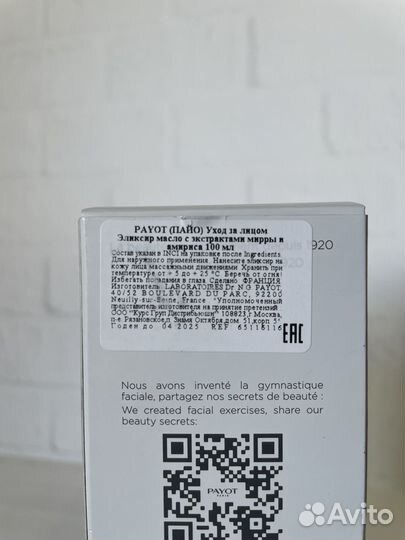 PAYOT (ПАЙО) Уход за лицом
Эликсир масло с экстрактами мирры и
амириса 100 мл
Состав указан в INCI на упаковке после Ingredients
Для наружного применения. Нанесите эликсир на
кожу лица массажными движениями. Хранить при
температуре от + 5 до + 25 °C. Беречь от огня!
Избегать попадания в глаза. Сделано: ФРАНЦИЯ
Изготовитель: LABORATOIRES Dr N.G. PAYOT,
40/52 BOULEVARD DU PARC, 92200
Neuilly-sur-Seine, France. "Уполномоченный
представитель изготовителя на принятие претензий
ООО "Курс Груп Дистрибьюшн" 108823, г Москва,
п-е Рязановское, п. Знамя Октября, дом. 51, корп 5"
Годен до 04.2025 REF 65116116
EAC
1920
920
Nous avons inventé la gymnastique
faciale, partagez nos secrets de beauté :
We created facial exercises, share our
beauty secrets:
PAYOT
PARIS
Avito